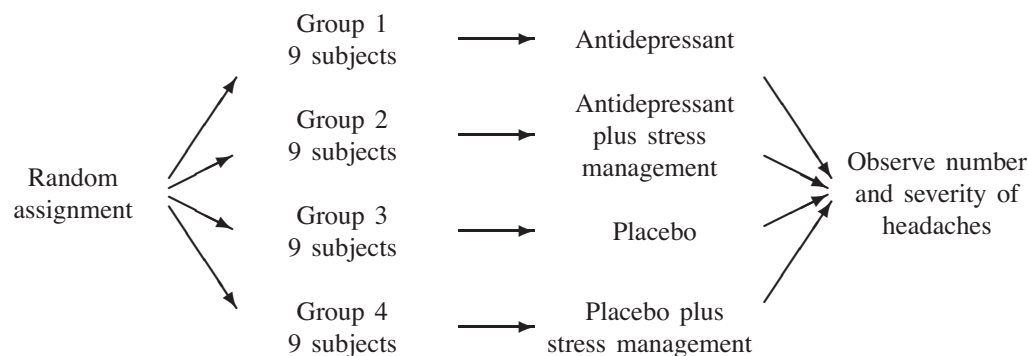 Random
assignment
Group 1
9 subjects
Group 2
9 subjects
Group 3
9 subjects
Group 4
9 subjects
Antidepressant
Antidepressant
plus stress
management
Placebo
Placebo plus
stress management
Observe number
and severity of
headaches